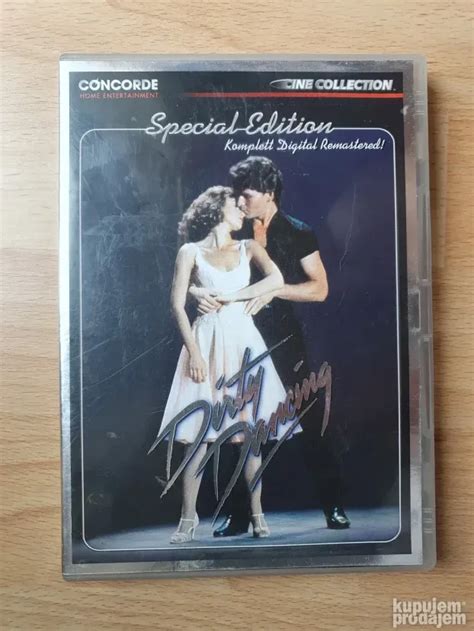 CONCORDE
HOME ENTERTAINMENT
CINE COLLECTION
Special Edition
Komplett Digital Remastered!
Dirty
Dancing
kupujem
prodajem